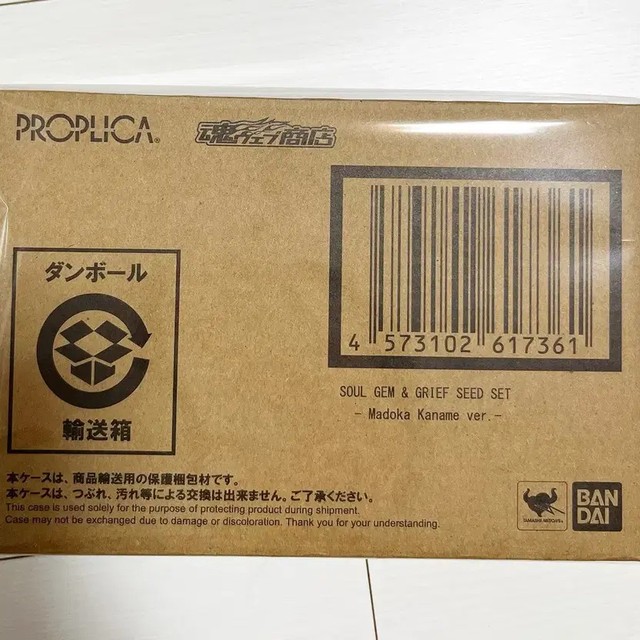 PROPLICA®
魂ウェブ商店
4 573102 617361
SOUL GEM & GRIEF SEED SET
- Madoka Kaname ver.-
ダンボール
輸送箱
本ケースは、商品輸送用の保護梱包材です。
本ケースは、つぶれ、汚れ等による交換は出来ません。ご了承ください。
This case is used solely for the purpose of protecting product during shipment.
Case may not be exchanged due to damage or discoloration. Thank you for your understanding.
TAMASHII NATIONS
BAN
DAI